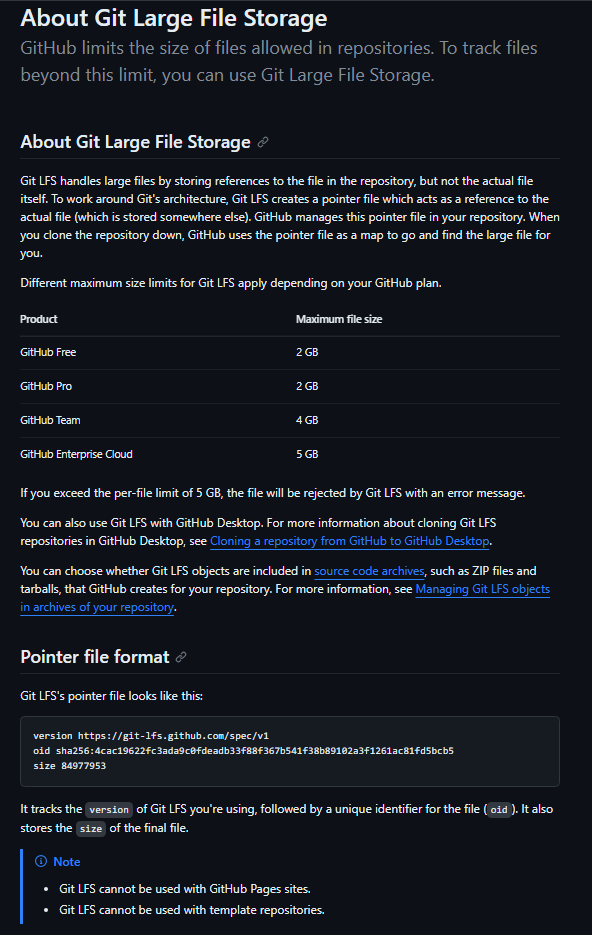 About Git Large File Storage
GitHub limits the size of files allowed in repositories. To track files
beyond this limit, you can use Git Large File Storage.
About Git Large File Storage
Git LFS handles large files by storing references to the file in the repository, but not the actual file
itself. To work around Git's architecture, Git LFS creates a pointer file which acts as a reference to the
actual file (which is stored somewhere else). GitHub manages this pointer file in your repository. When
you clone the repository down, GitHub uses the pointer file as a map to go and find the large file for
you.
Different maximum size limits for Git LFS apply depending on your GitHub plan.
Product Maximum file size
GitHub Free 2 GB
GitHub Pro 2 GB
GitHub Team 4 GB
GitHub Enterprise Cloud 5 GB
If you exceed the per-file limit of 5 GB, the file will be rejected by Git LFS with an error message.
You can also use Git LFS with GitHub Desktop. For more information about cloning Git LFS
repositories in GitHub Desktop, see Cloning a repository from GitHub to GitHub Desktop.
You can choose whether Git LFS objects are included in source code archives, such as ZIP files and
tarballs, that GitHub creates for your repository. For more information, see Managing Git LFS objects
in archives of your repository.
Pointer file format
Git LFS's pointer file looks like this:
version https://git-lfs.github.com/spec/v1
oid sha256:4cac19622fc3ada9c0fdeadb33f88f367b541f38b89102a3f1261ac81fd5bcb5
size 84977953
It tracks the version of Git LFS you're using, followed by a unique identifier for the file (oid). It also
stores the size of the final file.
Note
• Git LFS cannot be used with GitHub Pages sites.
• Git LFS cannot be used with template repositories.